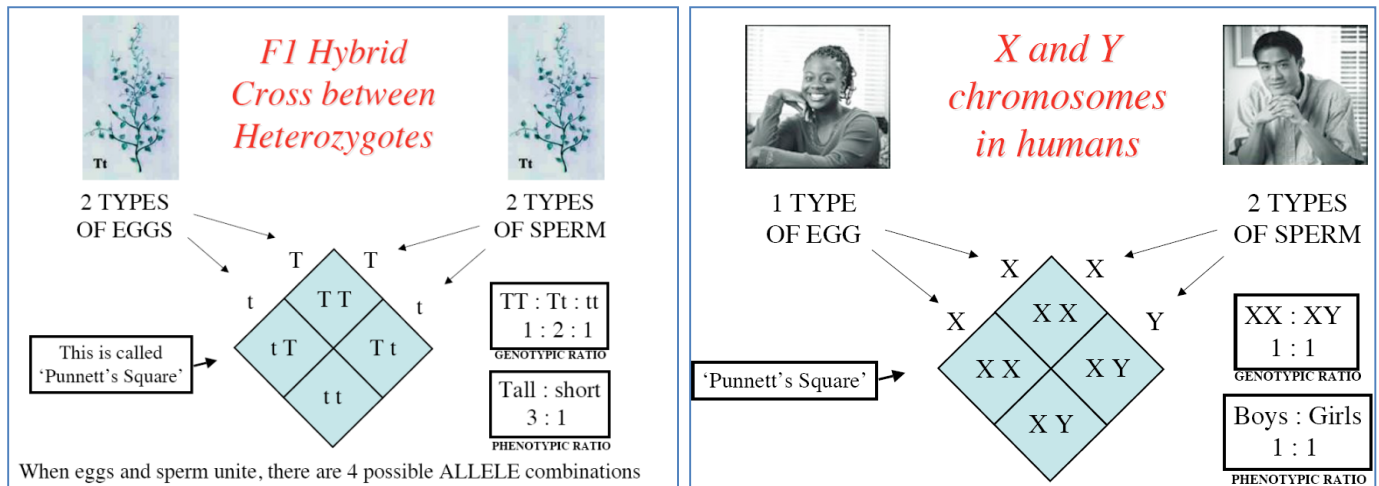 F1 Hybrid
Cross between
Heterozygotes
Tt
Tt
2 TYPES
OF EGGS
2 TYPES
OF SPERM
T
T
t
t
T T
t T
T t
t t
This is called
‘Punnett’s Square’
TT : Tt : tt
1 : 2 : 1
GENOTYPIC RATIO
Tall : short
3 : 1
PHENOTYPIC RATIO
When eggs and sperm unite, there are 4 possible ALLELE combinations
X and Y
chromosomes
in humans
1 TYPE
OF EGG
2 TYPES
OF SPERM
X
X
X
Y
X X
X X
X Y
X Y
‘Punnett’s Square’
XX : XY
1 : 1
GENOTYPIC RATIO
Boys : Girls
1 : 1
PHENOTYPIC RATIO